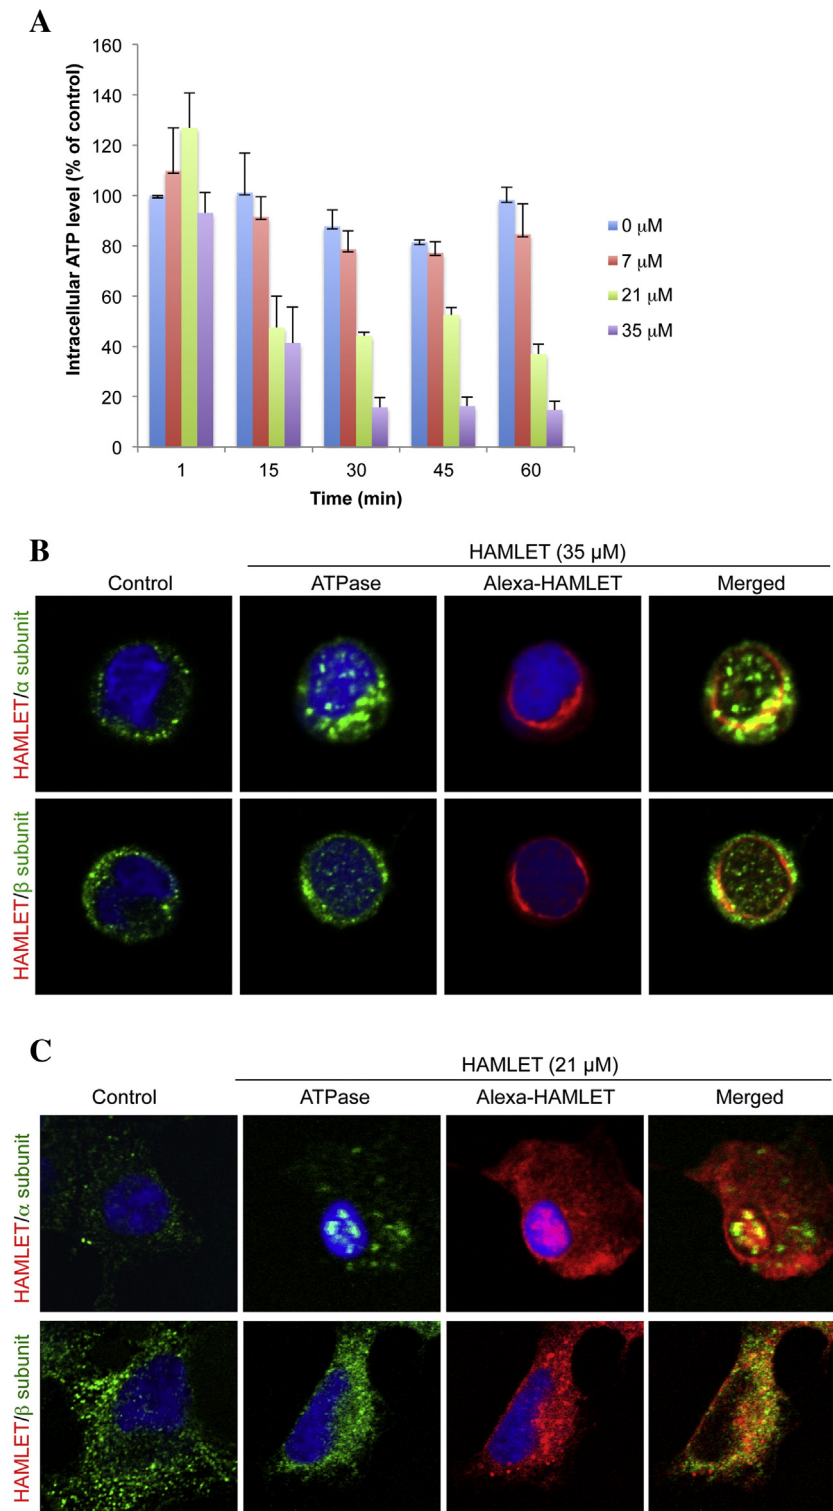 A
160
140
120
100
80
60
40
20
0
Intracellular ATP level (% of control)
1 15 30 45 60
Time (min)
0 μM
7 μM
21 μM
35 μM
B
HAMLET (35 μM)
Control ATPase Alexa-HAMLET Merged
HAMLET/α subunit
HAMLET/β subunit
C
HAMLET (21 μM)
Control ATPase Alexa-HAMLET Merged
HAMLET/α subunit
HAMLET/β subunit